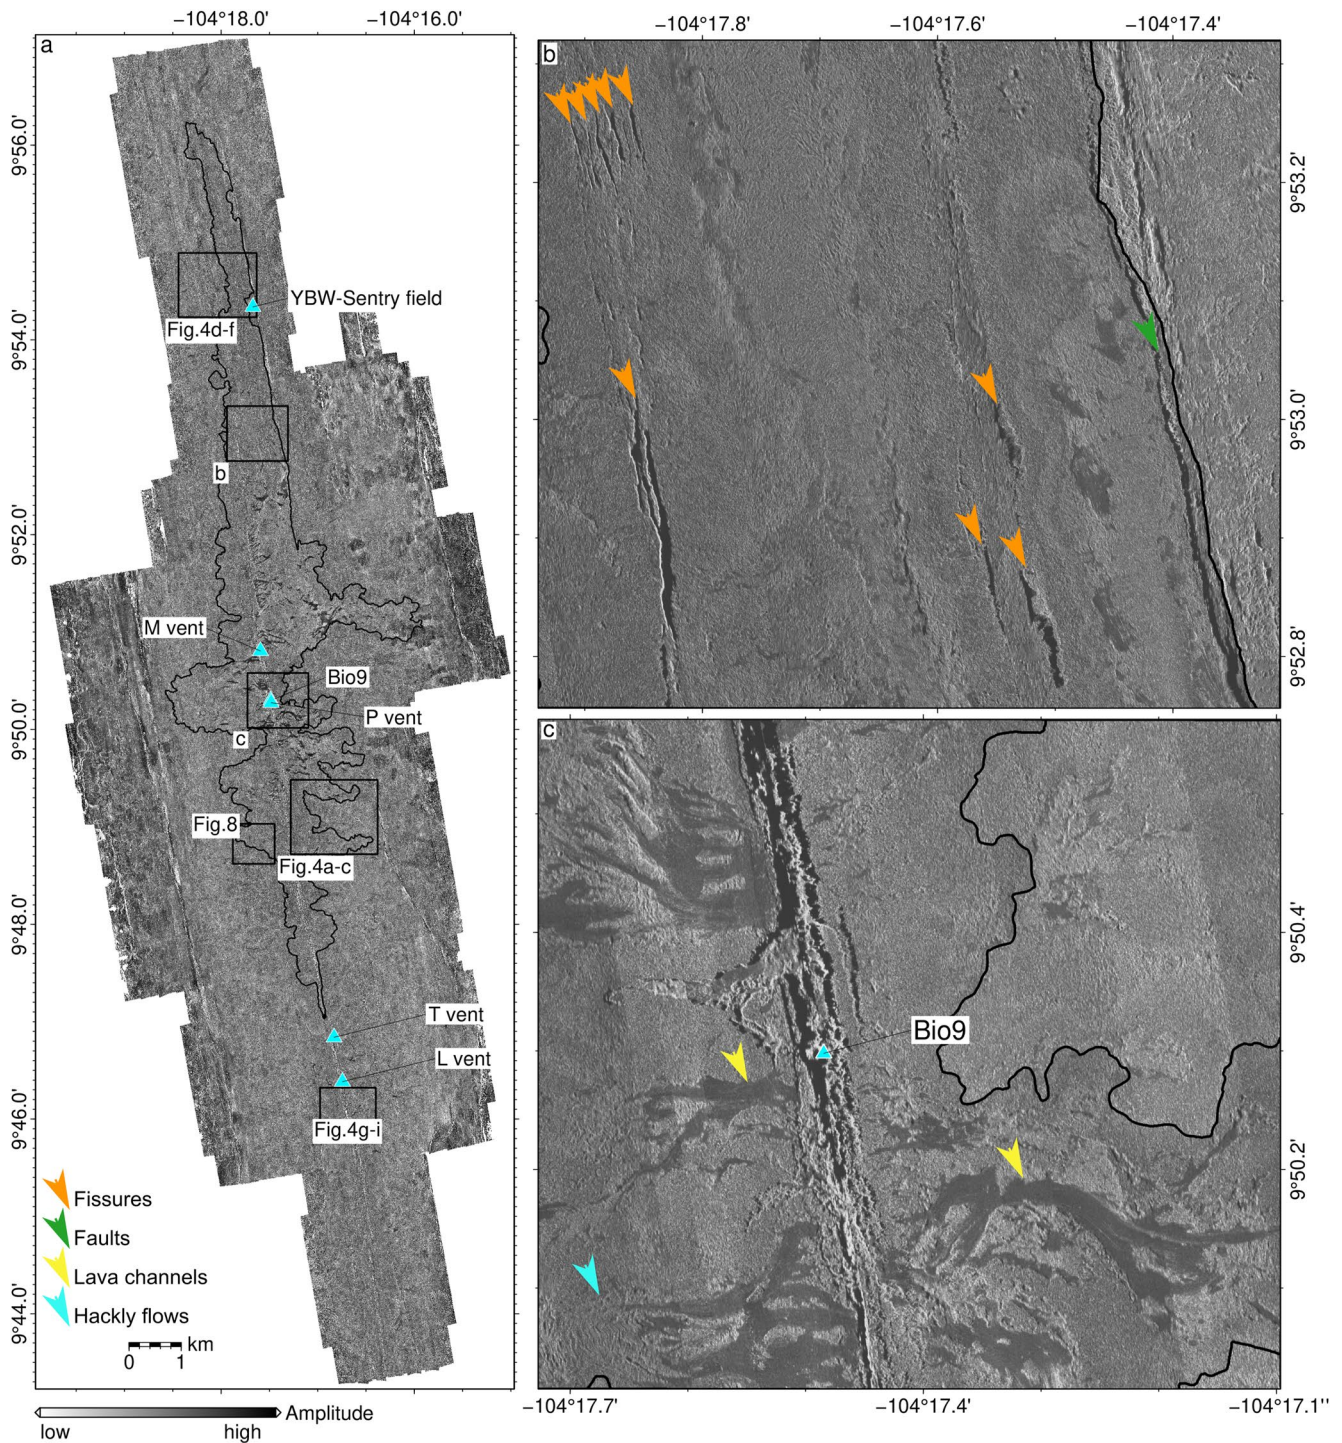 −104°18.0'
−104°16.0'
a
9°56.0'
9°54.0'
9°52.0'
9°50.0'
9°48.0'
9°46.0'
9°44.0'
YBW-Sentry field
Fig.4d-f
b
M vent
Bio9
P vent
c
Fig.8
Fig.4a-c
T vent
L vent
Fig.4g-i
Fissures
Faults
Lava channels
Hackly flows
km
0 1
Amplitude
low high
−104°17.8'
−104°17.6'
−104°17.4'
b
9°53.2'
9°53.0'
9°52.8'
c
Bio9
9°50.4'
9°50.2'
−104°17.7'
−104°17.4'
−104°17.1''